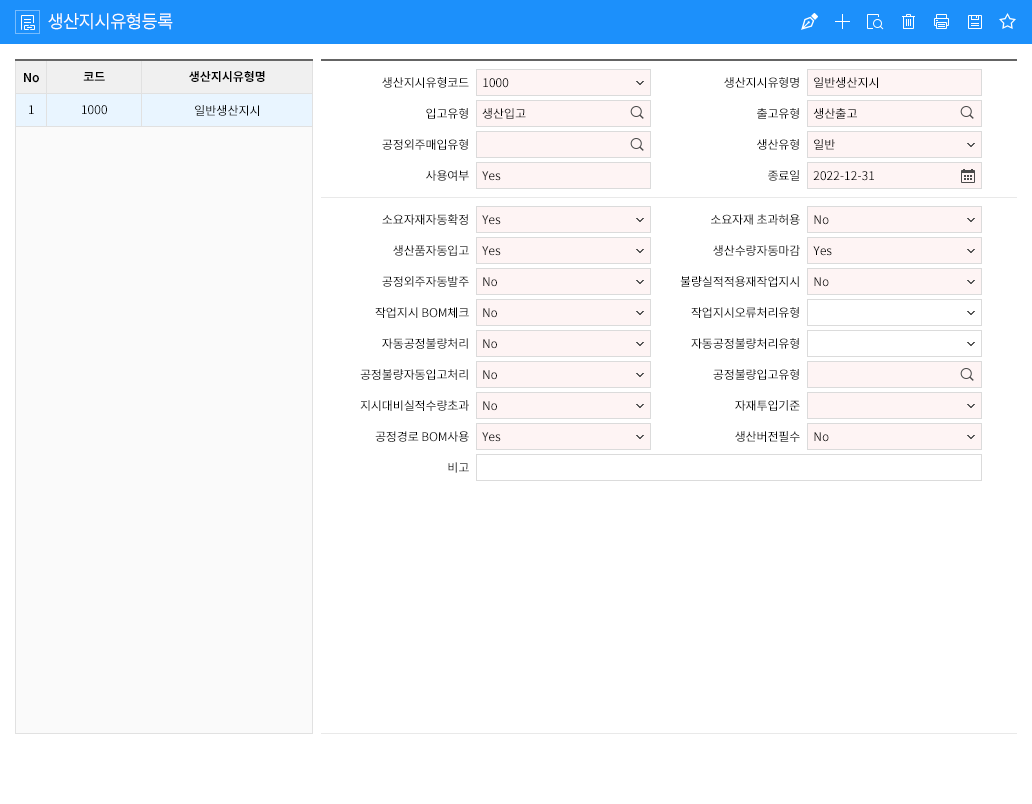 생산지시유형등록
No 코드 생산지시유형명
1 1000 일반생산지시
생산지시유형코드 1000 생산지시유형명 일반생산지시
입고유형 생산입고 출고유형 생산출고
공정외주매입유형 생산유형 일반
사용여부 Yes 종료일 2022-12-31
소요자재자동확정 Yes 소요자재 초과허용 No
생산품자동입고 Yes 생산수량자동마감 Yes
공정외주자동발주 No 불량실적적용재작업지시 No
작업지시 BOM체크 No 작업지시오류처리유형
자동공정불량처리 No 자동공정불량처리유형
공정불량자동입고처리 No 공정불량입고유형
지시대비실적수량초과 No 자재투입기준
공정경로 BOM사용 Yes 생산버전필수 No
비고